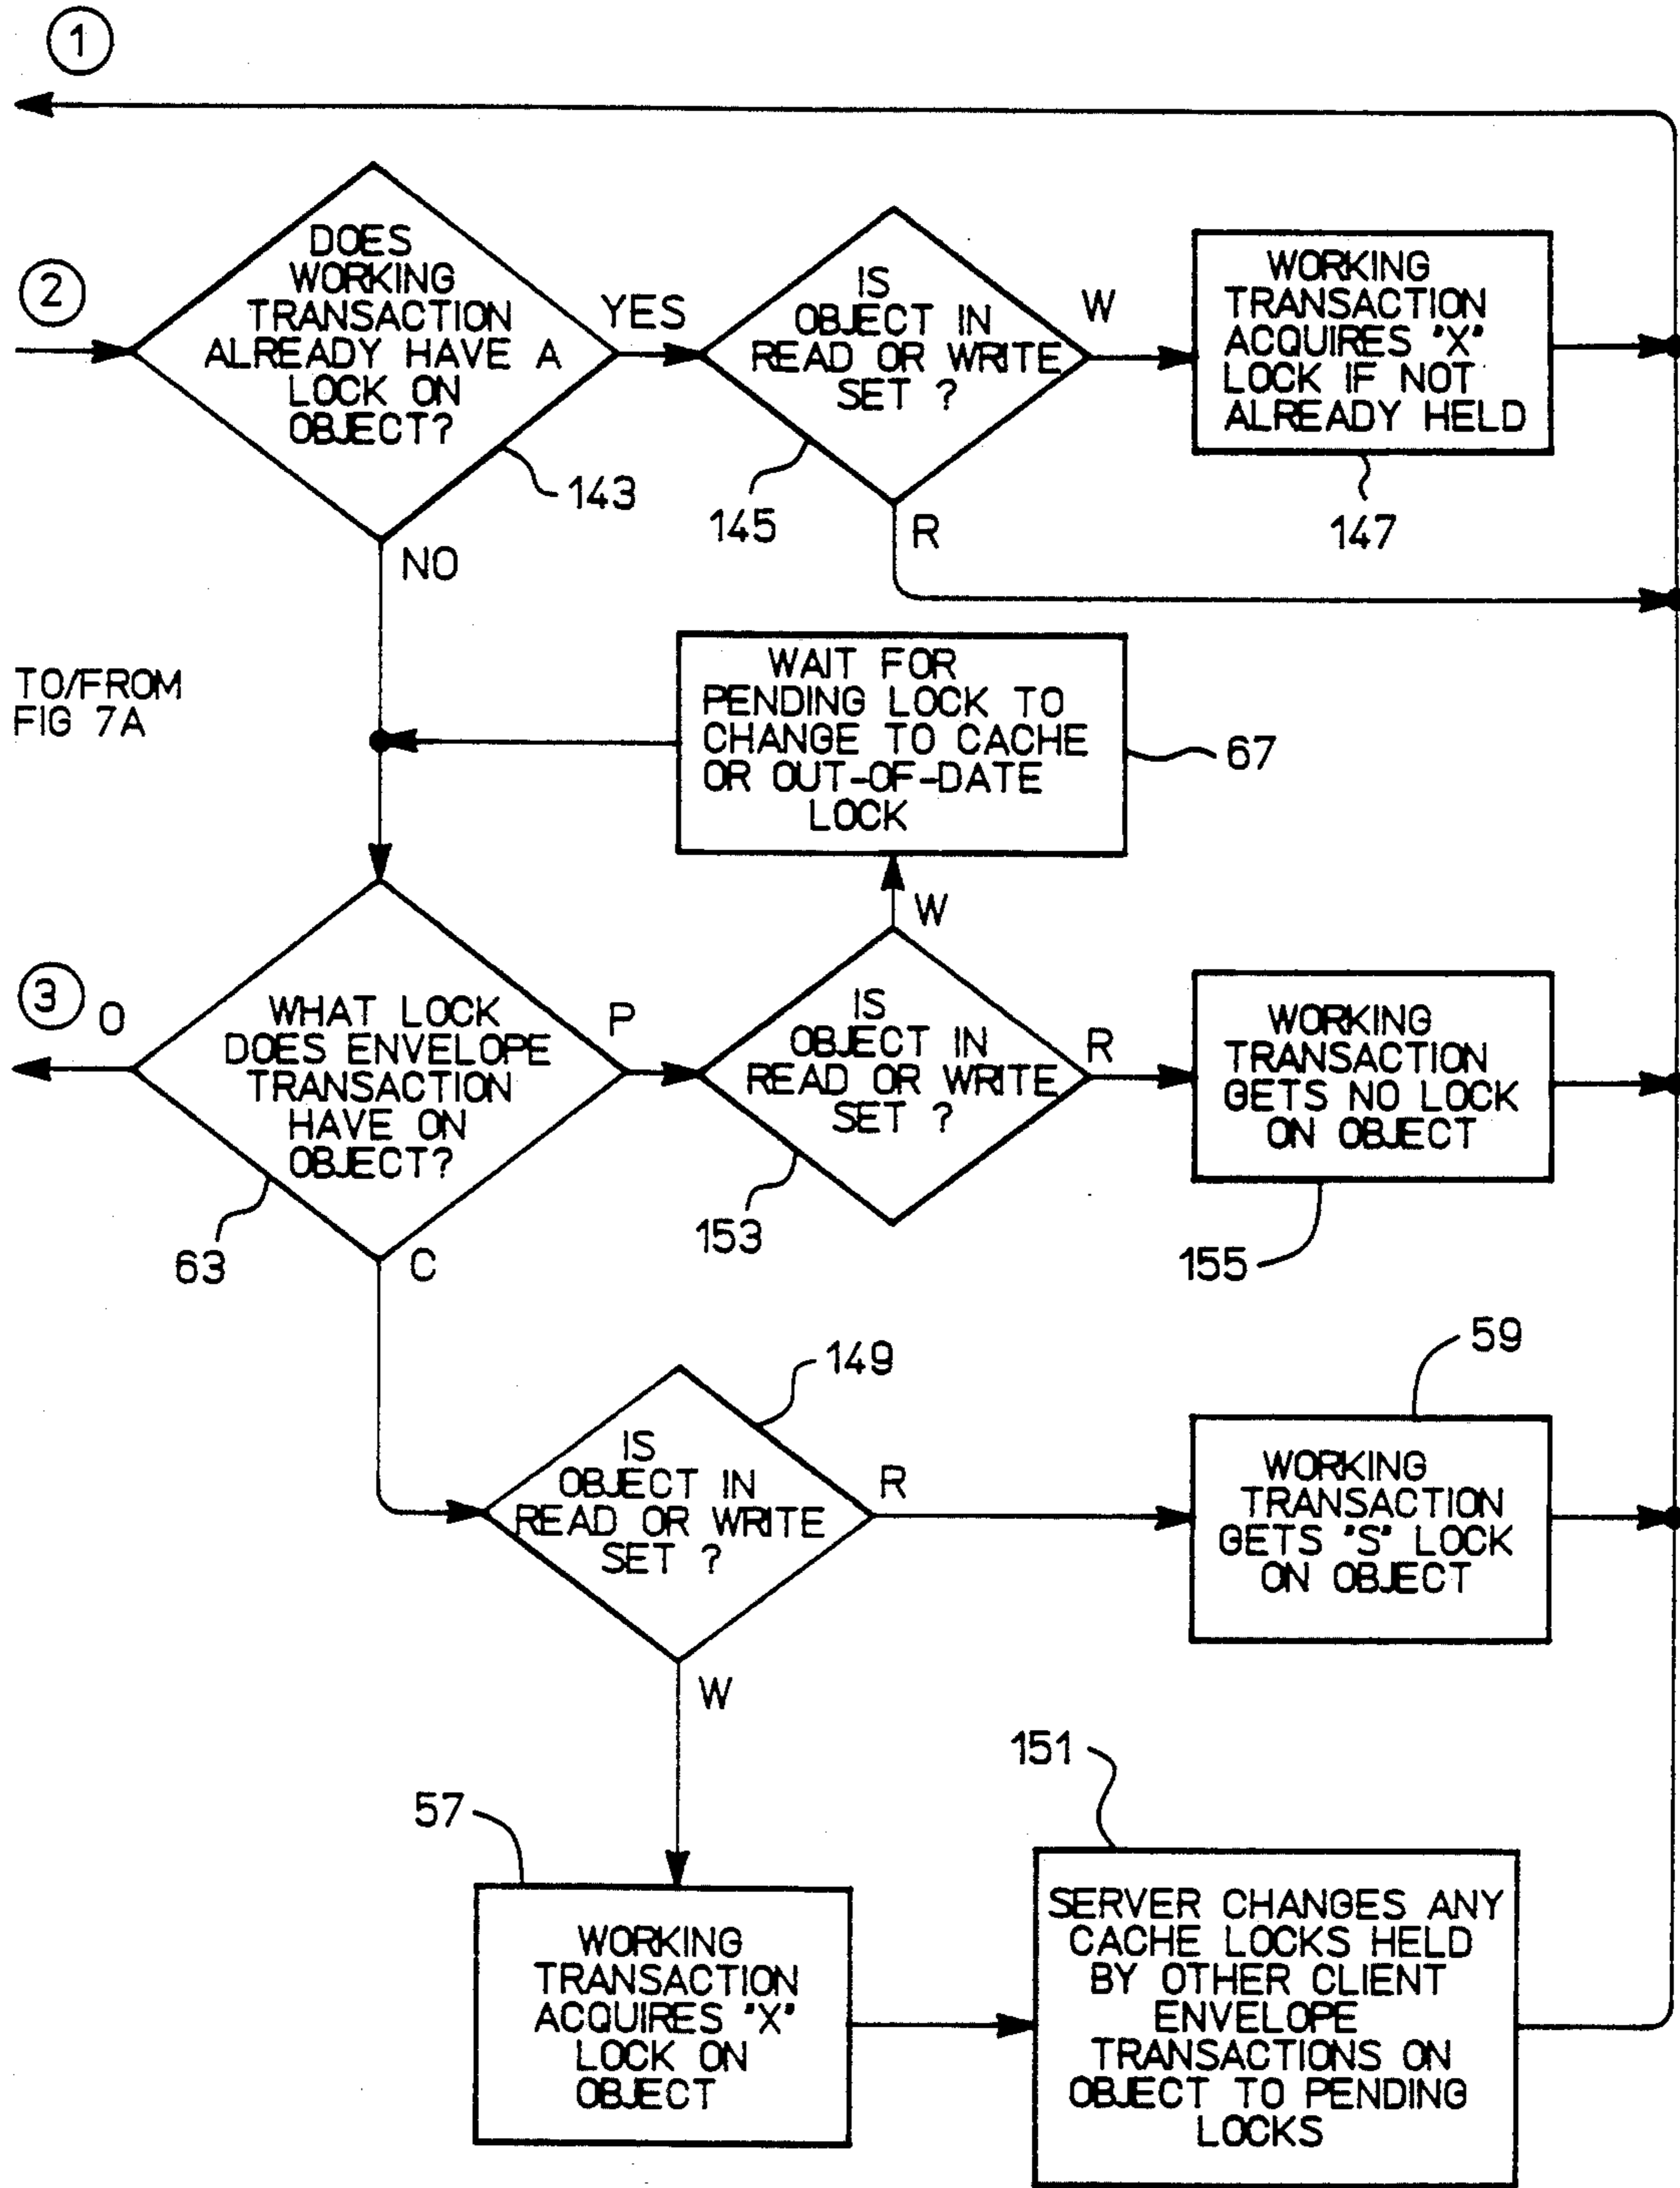 1
2
DOES
WORKING
TRANSACTION
ALREADY HAVE A
LOCK ON
OBJECT?
YES
143
NO
IS
OBJECT IN
READ OR WRITE
SET ?
W
145
R
WORKING
TRANSACTION
ACQUIRES "X"
LOCK IF NOT
ALREADY HELD
147
TO/FROM
FIG 7A
WAIT FOR
PENDING LOCK TO
CHANGE TO CACHE
OR OUT-OF-DATE
LOCK
67
W
3
O
WHAT LOCK
DOES ENVELOPE
TRANSACTION
HAVE ON
OBJECT?
P
63
C
IS
OBJECT IN
READ OR WRITE
SET ?
R
153
WORKING
TRANSACTION
GETS NO LOCK
ON OBJECT
155
149
IS
OBJECT IN
READ OR WRITE
SET ?
R
W
59
WORKING
TRANSACTION
GETS "S" LOCK
ON OBJECT
57
WORKING
TRANSACTION
ACQUIRES "X"
LOCK ON
OBJECT
151
SERVER CHANGES ANY
CACHE LOCKS HELD
BY OTHER CLIENT
ENVELOPE
TRANSACTIONS ON
OBJECT TO PENDING
LOCKS